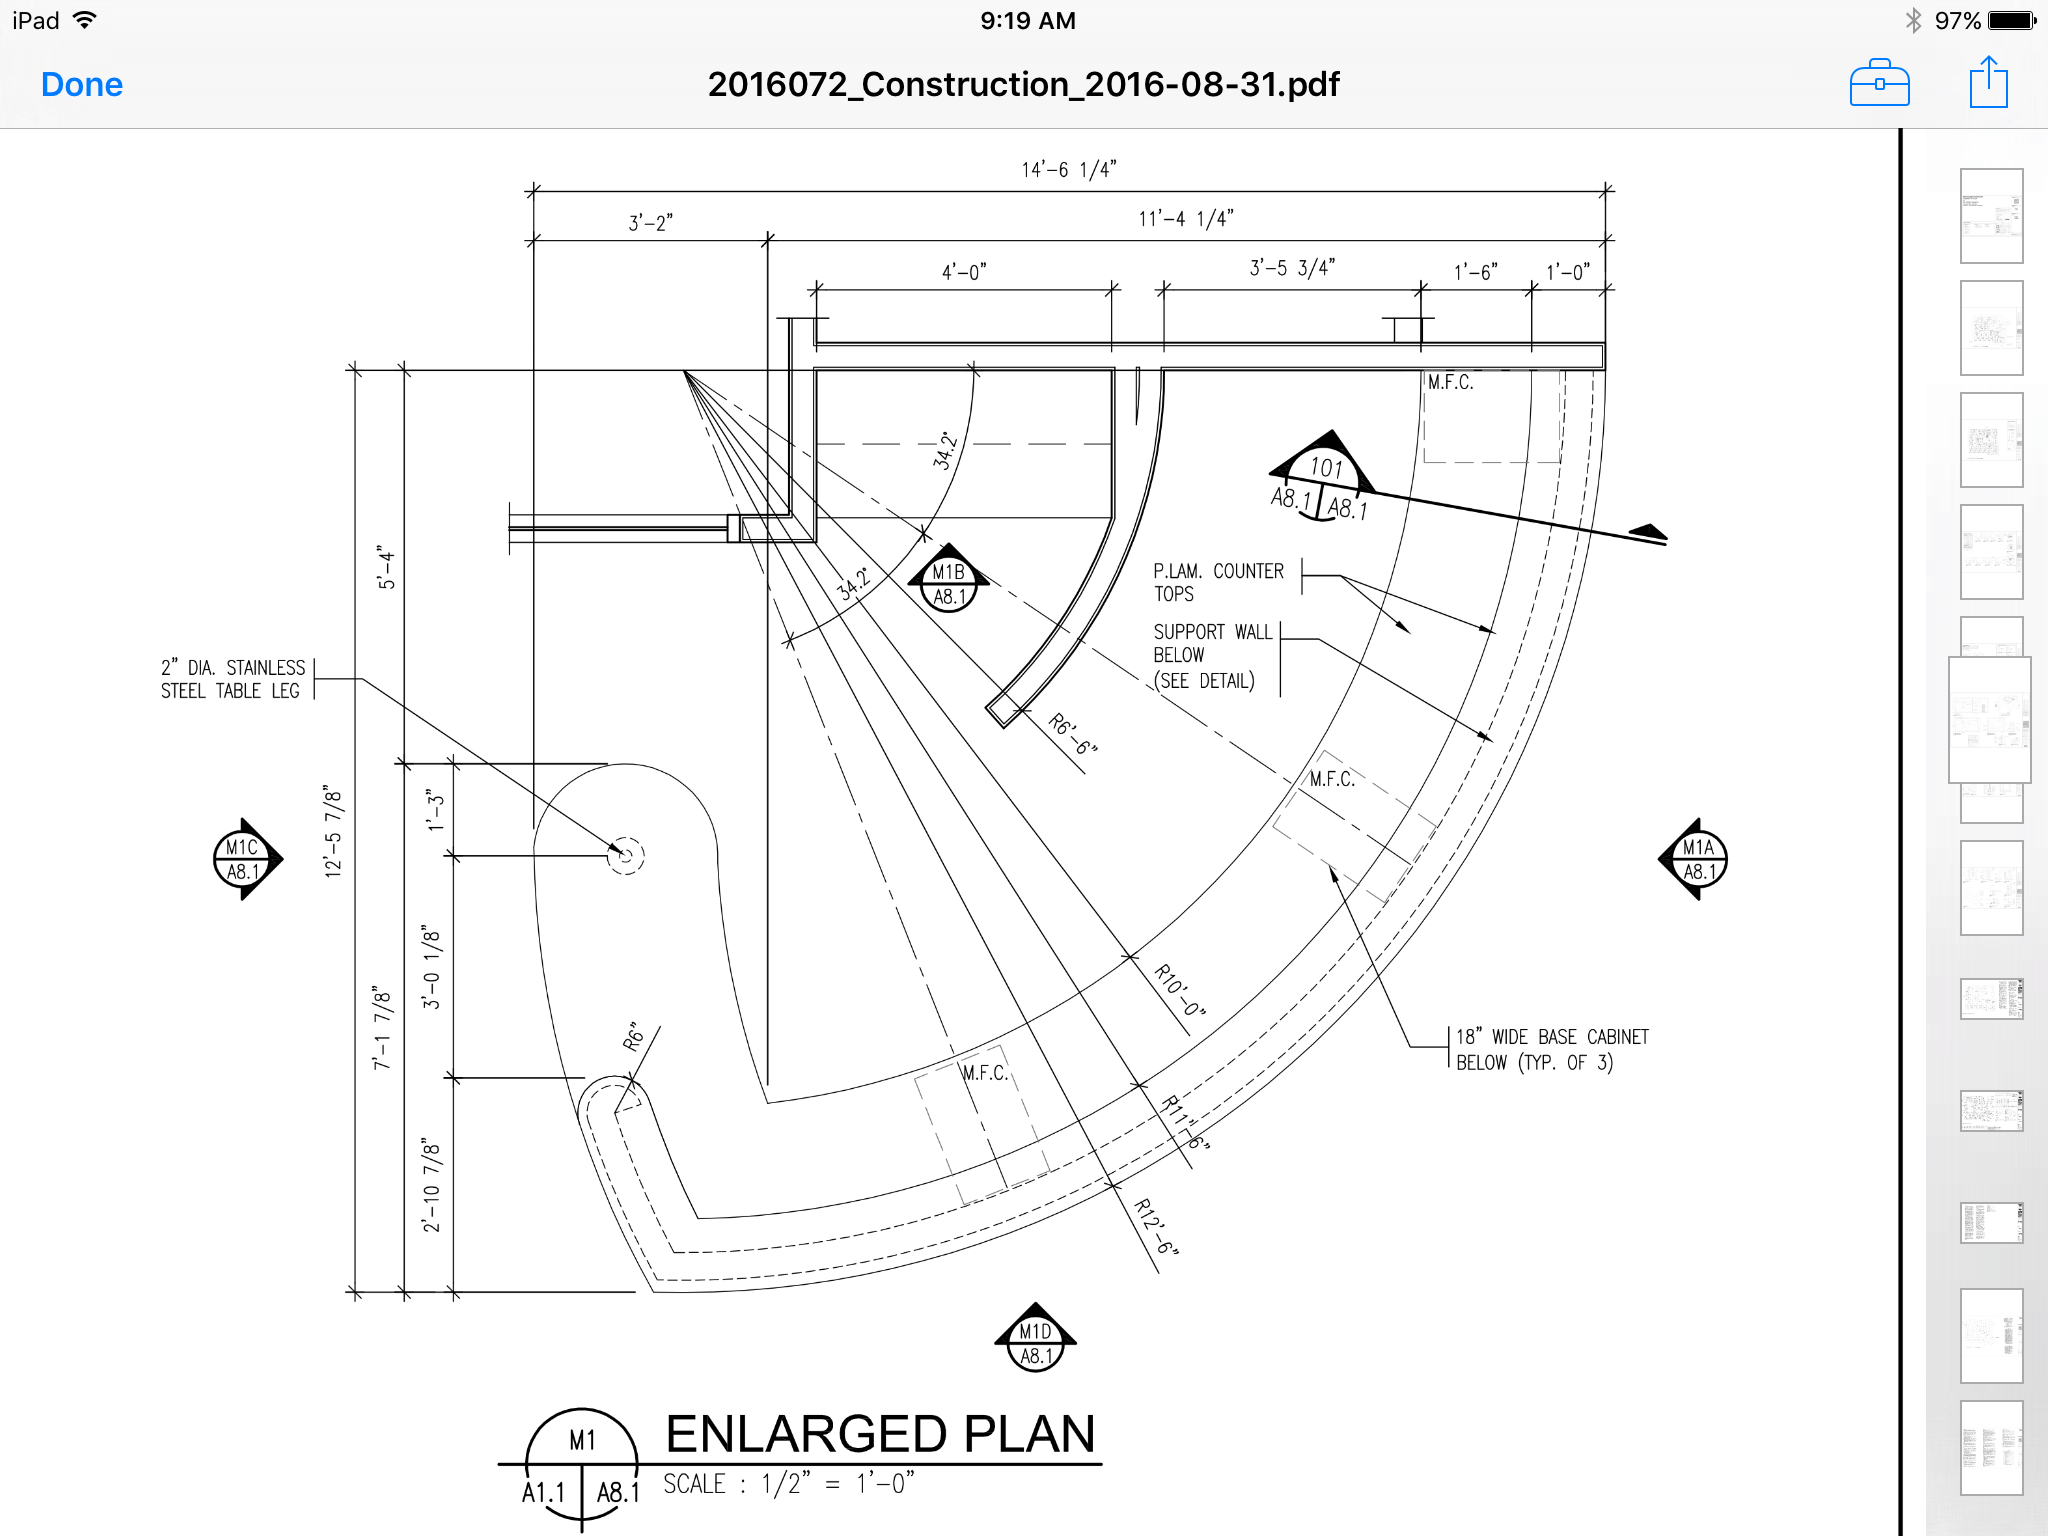 iPad
9:19 AM
97%
Done
2016072_Construction_2016-08-31.pdf
14'-6 1/4"
3'-2"
11'-4 1/4"
4'-0"
3'-5 3/4"
1'-6"
1'-0"
M.F.C.
34.2°
101
A8.1
A8.1
5'-4"
34.2°
M1B
A8.1
P.LAM. COUNTER
TOPS
SUPPORT WALL
BELOW
(SEE DETAIL)
2" DIA. STAINLESS
STEEL TABLE LEG
R6'-6"
M.F.C.
12'-5 7/8"
1'-3"
M1C
A8.1
M1A
A8.1
3'-0 1/8"
7'-1 7/8"
R10'-0"
R6"
18" WIDE BASE CABINET
BELOW (TYP. OF 3)
M.F.C.
R11'-6"
2'-10 7/8"
R12'-6"
M1D
A8.1
M1
A1.1
A8.1
ENLARGED PLAN
SCALE : 1/2" = 1'-0"